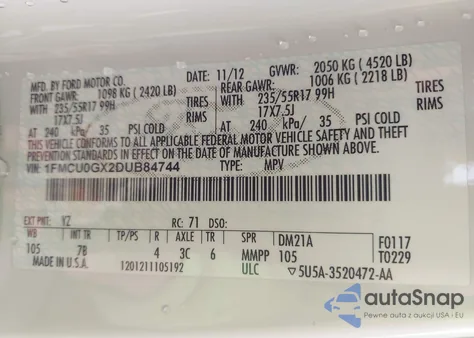 MFD. BY FORD MOTOR CO. DATE: 11/12 GVWR: 2050 KG ( 4520 LB)
FRONT GAWR: 1098 KG ( 2420 LB) REAR GAWR: 1006 KG ( 2218 LB)
WITH 235/55R17 99H TIRES WITH 235/55R17 99H TIRES
17X7.5J RIMS 17X7.5J RIMS
AT 240 kPa/ 35 PSI COLD AT 240 kPa/ 35 PSI COLD
THIS VEHICLE CONFORMS TO ALL APPLICABLE FEDERAL MOTOR VEHICLE SAFETY AND THEFT
PREVENTION STANDARDS IN EFFECT ON THE DATE OF MANUFACTURE SHOWN ABOVE.
VIN: 1FMCU0GX2DUB84744 TYPE: MPV
EXT PNT: YZ RC: 71 DSO:
WB INT TR TP/PS R AXLE TR SPR DM21A F0117
105 7B 4 3C 6 MMPP 105 T0229
MADE IN U.S.A. 1201211105192 ULC ▽5U5A-3520472-AA
autoSnap
Pewne auta z USA i EU